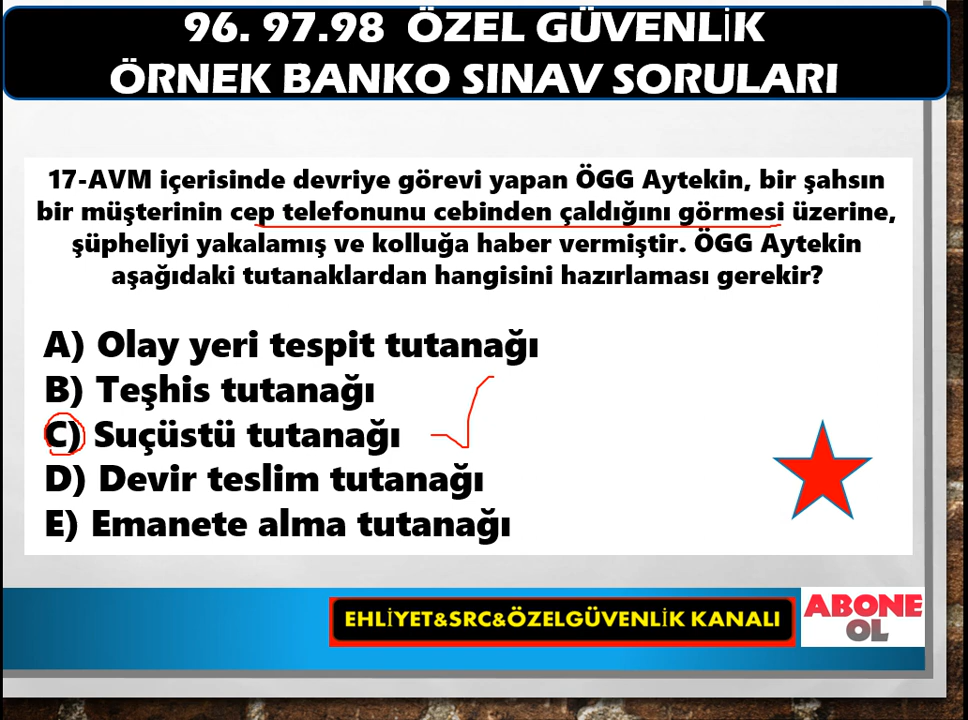 96. 97.98 ÖZEL GÜVENLİK
ÖRNEK BANKO SINAV SORULARI
17-AVM içerisinde devriye görevi yapan ÖGG Aytekin, bir şahsın
bir müşterinin cep telefonunu cebinden çaldığını görmesi üzerine,
şüpheliyi yakalamış ve kolluğa haber vermiştir. ÖGG Aytekin
aşağıdaki tutanaklardan hangisini hazırlaması gerekir?
A) Olay yeri tespit tutanağı
B) Teşhis tutanağı
C) Suçüstü tutanağı
D) Devir teslim tutanağı
E) Emanete alma tutanağı
EHLİYET&SRC&ÖZELGÜVENLİK KANALI
ABONE
OL